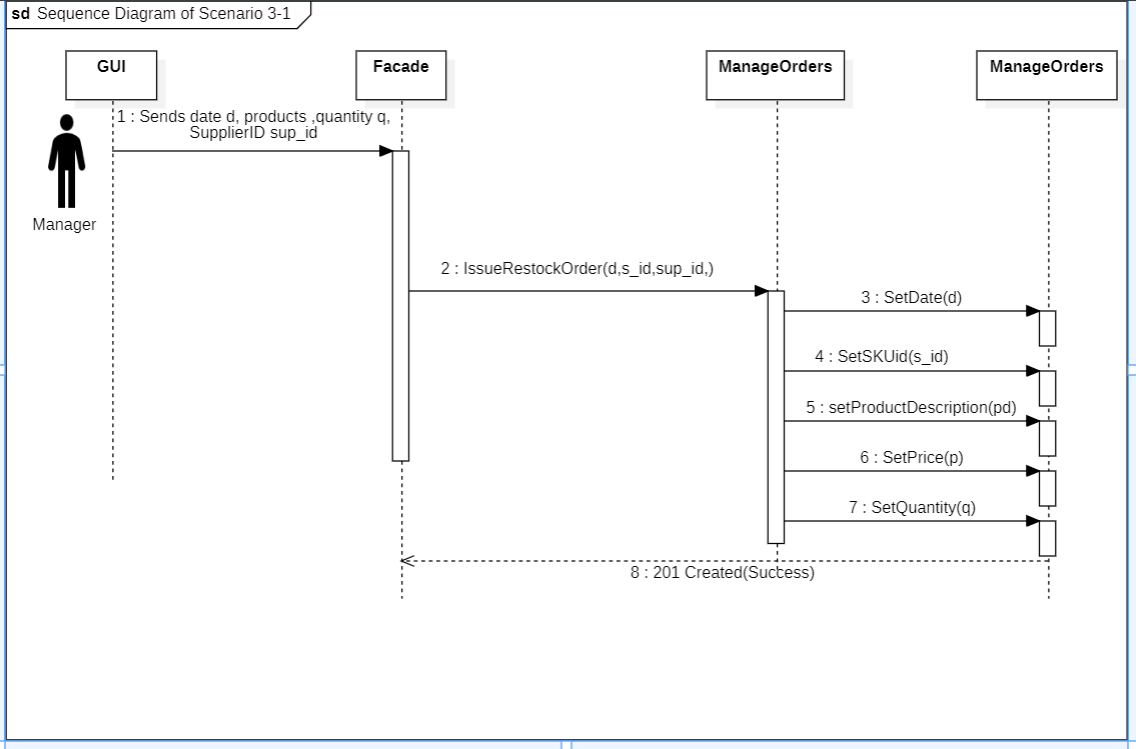 sd Sequence Diagram of Scenario 3-1
GUI
Facade
ManageOrders
ManageOrders
1 : Sends date d, products ,quantity q,
SupplierID sup_id
Manager
2 : IssueRestockOrder(d,s_id,sup_id,)
3 : SetDate(d)
4 : SetSKUid(s_id)
5 : setProductDescription(pd)
6 : SetPrice(p)
7 : SetQuantity(q)
8 : 201 Created(Success)